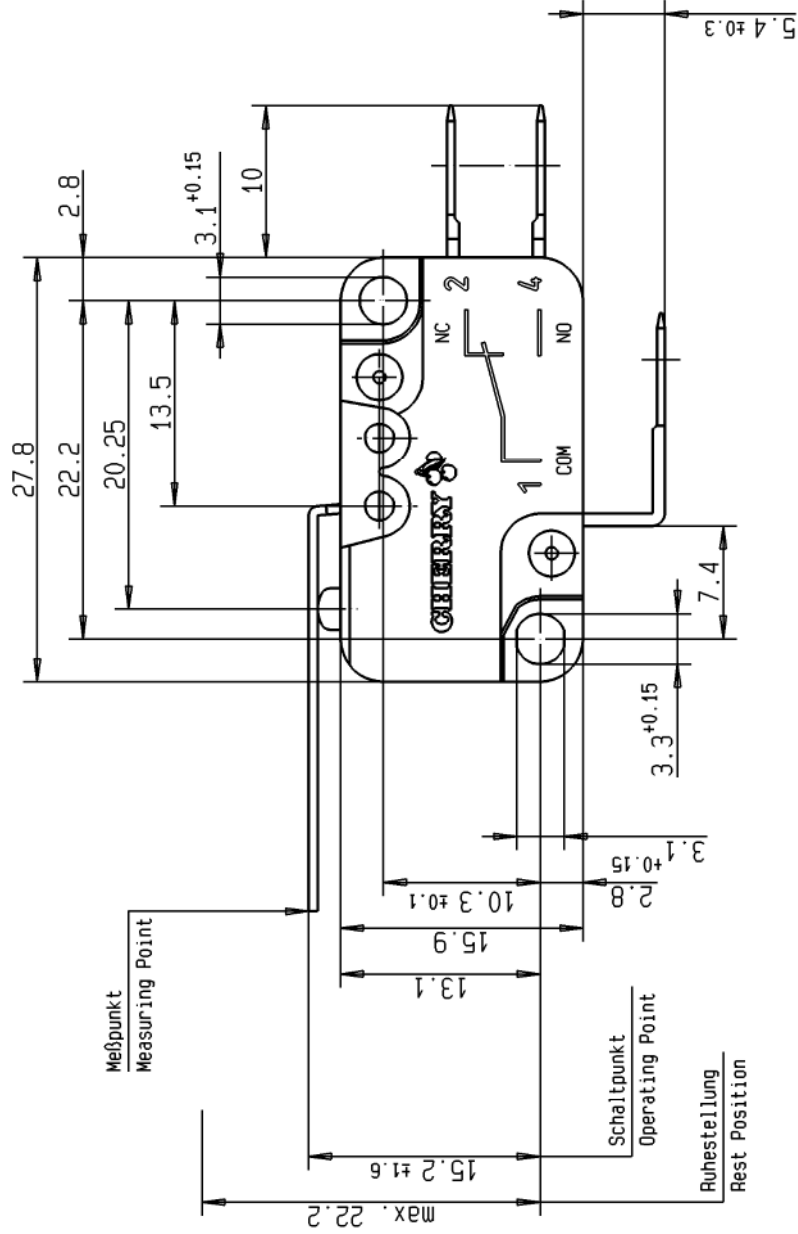 5.4 ±0.3
2.8
3.1 +0.15
10
27.8
22.2
20.25
13.5
NC
2
4
NO
CHERRY
1
COM
7.4
3.3 +0.15
3.1
+0.15
2.8
10.3 ±0.1
15.9
13.1
Meßpunkt
Measuring Point
Schaltpunkt
Operating Point
15.2 ±1.6
Ruhestellung
Rest Position
max. 22.2